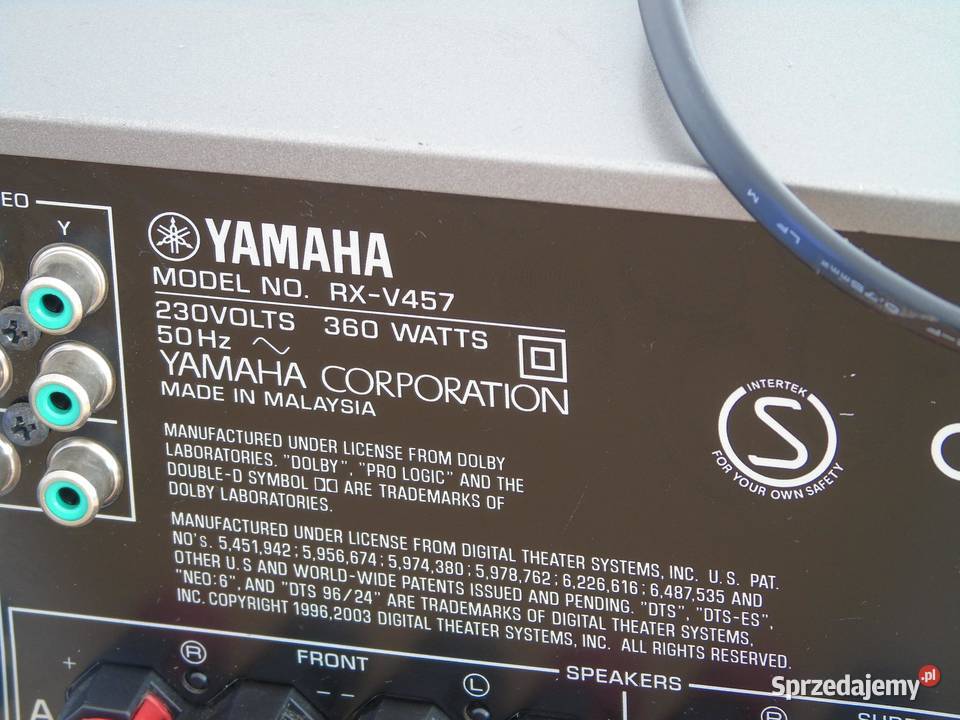 EO
Y
YAMAHA
MODEL NO. RX-V457
230VOLTS 360 WATTS
50Hz
YAMAHA CORPORATION
MADE IN MALAYSIA
MANUFACTURED UNDER LICENSE FROM DOLBY
LABORATORIES. "DOLBY", "PRO LOGIC" AND THE
DOUBLE-D SYMBOL ARE TRADEMARKS OF
DOLBY LABORATORIES.
MANUFACTURED UNDER LICENSE FROM DIGITAL THEATER SYSTEMS, INC. U.S. PAT.
NO's. 5,451,942 ; 5,956,674 ; 5,974,380 ; 5,978,762 ; 6,226,616 ; 6,487,535 AND
OTHER U.S AND WORLD-WIDE PATENTS ISSUED AND PENDING. "DTS", "DTS-ES",
"NEO:6", AND "DTS 96/24" ARE TRADEMARKS OF DIGITAL THEATER SYSTEMS,
INC. COPYRIGHT 1996,2003 DIGITAL THEATER SYSTEMS, INC. ALL RIGHTS RESERVED.
INTERTEK
S
FOR YOUR OWN SAFETY
+
R
FRONT
L
SPEAKERS
A
Sprzedajemy.pl